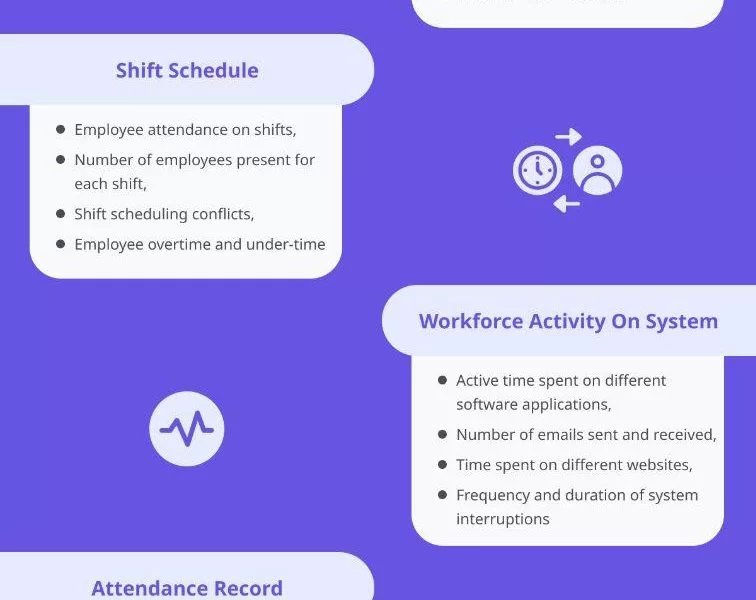 Shift Schedule
Employee attendance on shifts,
Number of employees present for
each shift,
Shift scheduling conflicts,
Employee overtime and under-time
Workforce Activity On System
Active time spent on different
software applications,
Number of emails sent and received,
Time spent on different websites,
Frequency and duration of system
interruptions
Attendance Record